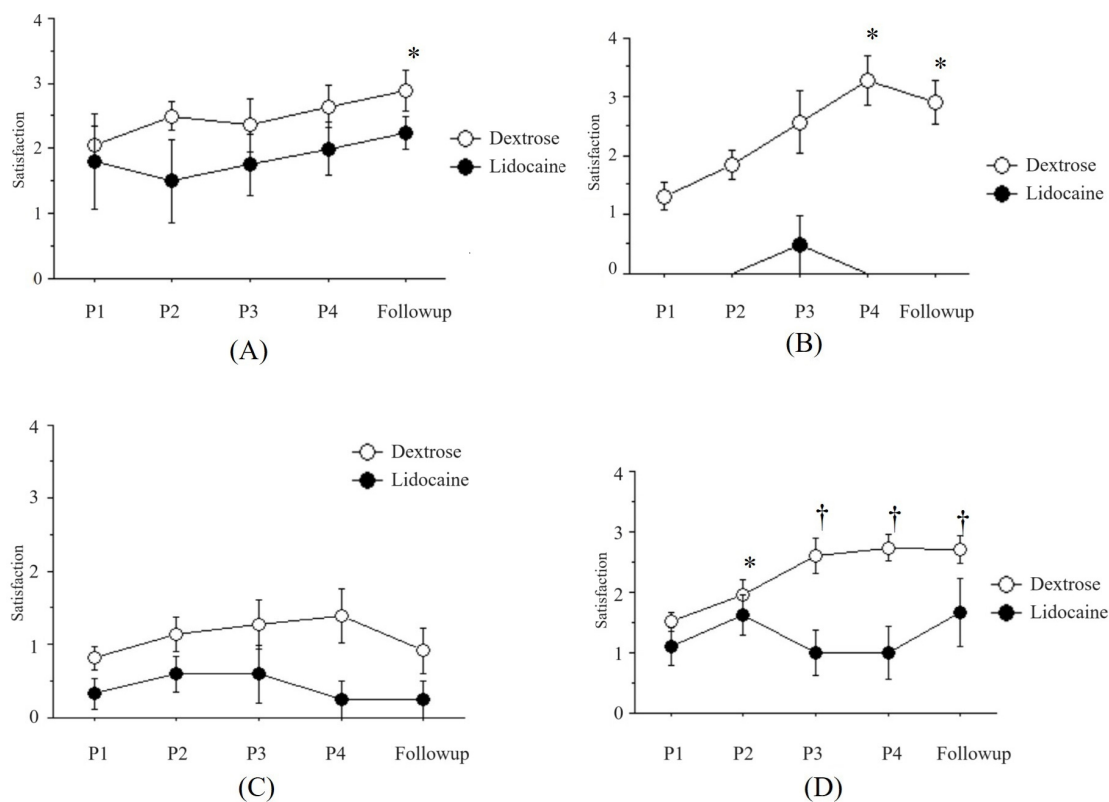 4
3
2
1
0
Satisfaction
*
Dextrose
Lidocaine
P1 P2 P3 P4 Followup
(A)
4
3
2
1
0
Satisfaction
* *
Dextrose
Lidocaine
P1 P2 P3 P4 Followup
(B)
4
3
2
1
0
Satisfaction
Dextrose
Lidocaine
P1 P2 P3 P4 Followup
(C)
4
3
2
1
0
Satisfaction
* † † †
Dextrose
Lidocaine
P1 P2 P3 P4 Followup
(D)